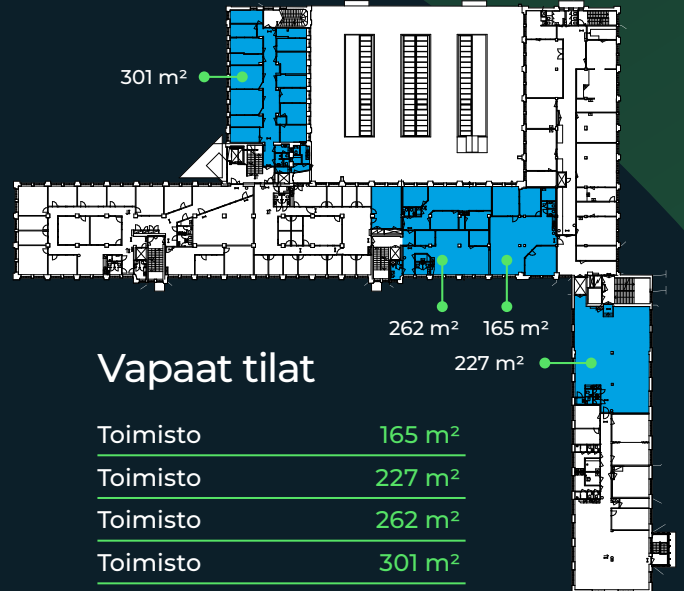 301 m²
262 m²
165 m²
227 m²
Vapaat tilat
Toimisto 165 m²
Toimisto 227 m²
Toimisto 262 m²
Toimisto 301 m²